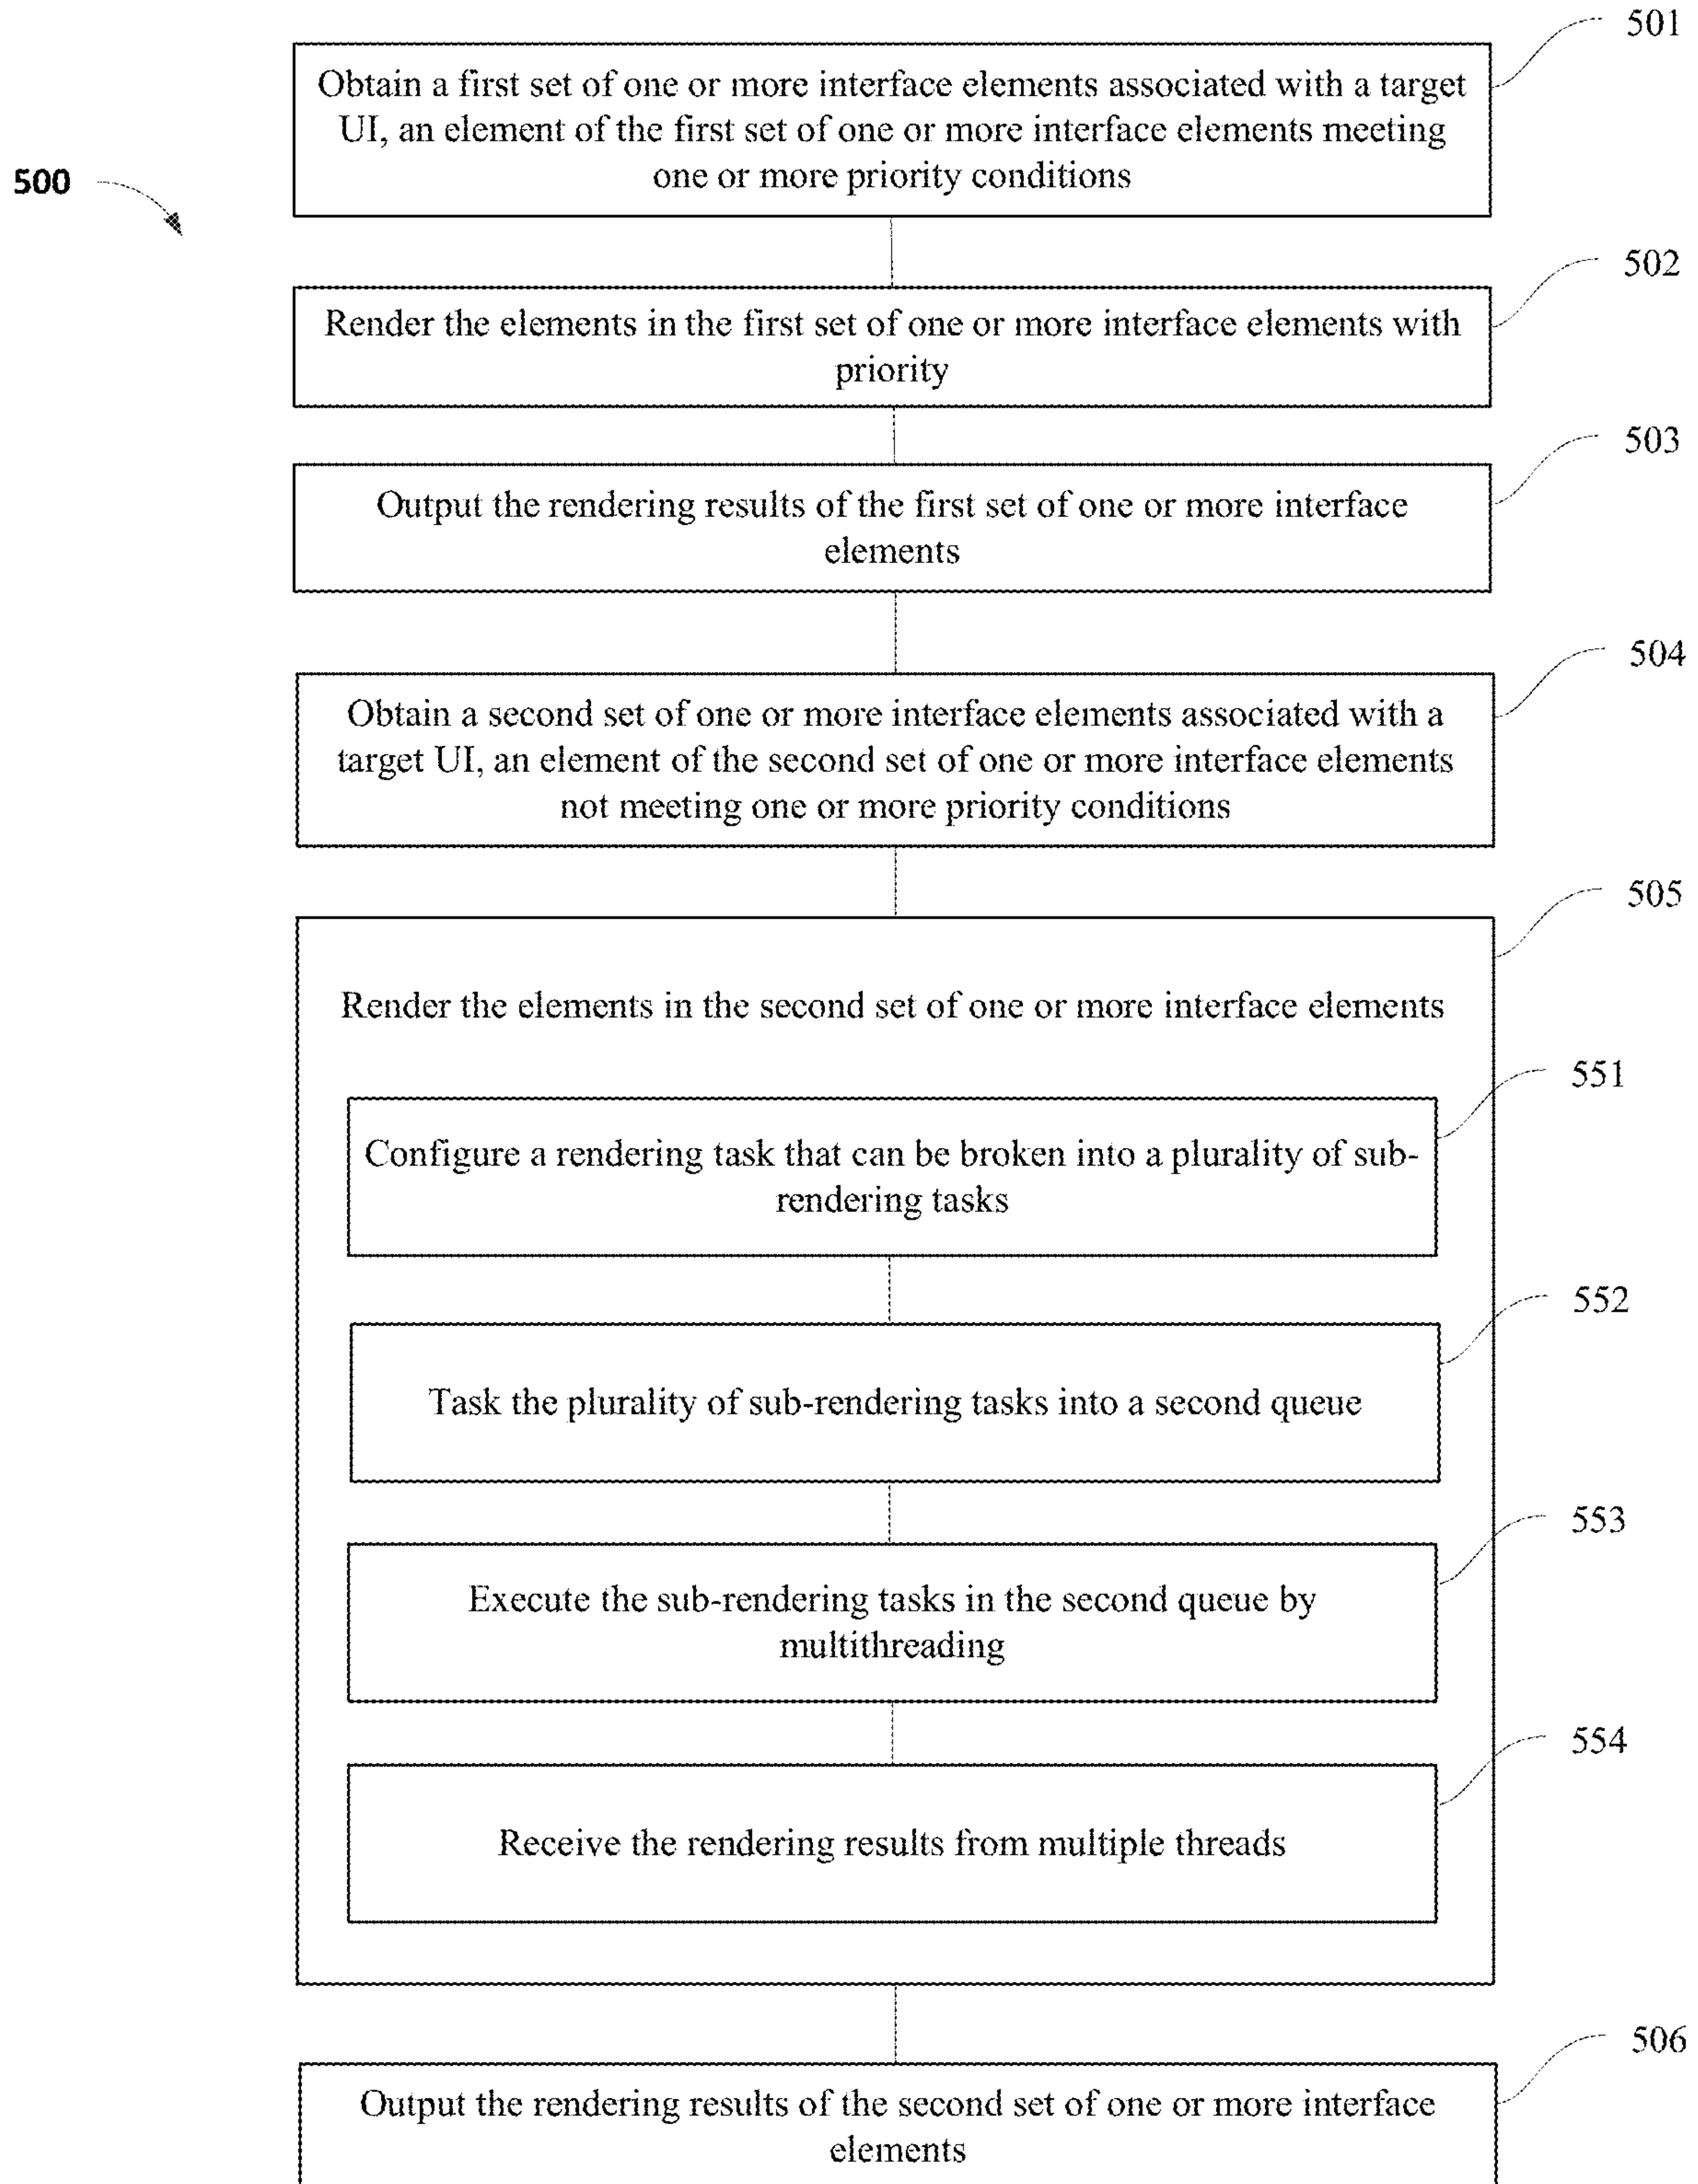 501
Obtain a first set of one or more interface elements associated with a target
UI, an element of the first set of one or more interface elements meeting
one or more priority conditions
500
502
Render the elements in the first set of one or more interface elements with
priority
503
Output the rendering results of the first set of one or more interface
elements
504
Obtain a second set of one or more interface elements associated with a
target UI, an element of the second set of one or more interface elements
not meeting one or more priority conditions
505
Render the elements in the second set of one or more interface elements
551
Configure a rendering task that can be broken into a plurality of sub-
rendering tasks
552
Task the plurality of sub-rendering tasks into a second queue
553
Execute the sub-rendering tasks in the second queue by
multithreading
554
Receive the rendering results from multiple threads
506
Output the rendering results of the second set of one or more interface
elements